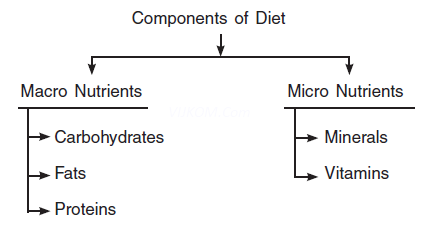 Components of Diet
Macro Nutrients
Carbohydrates
Fats
Proteins
Micro Nutrients
Minerals
Vitamins